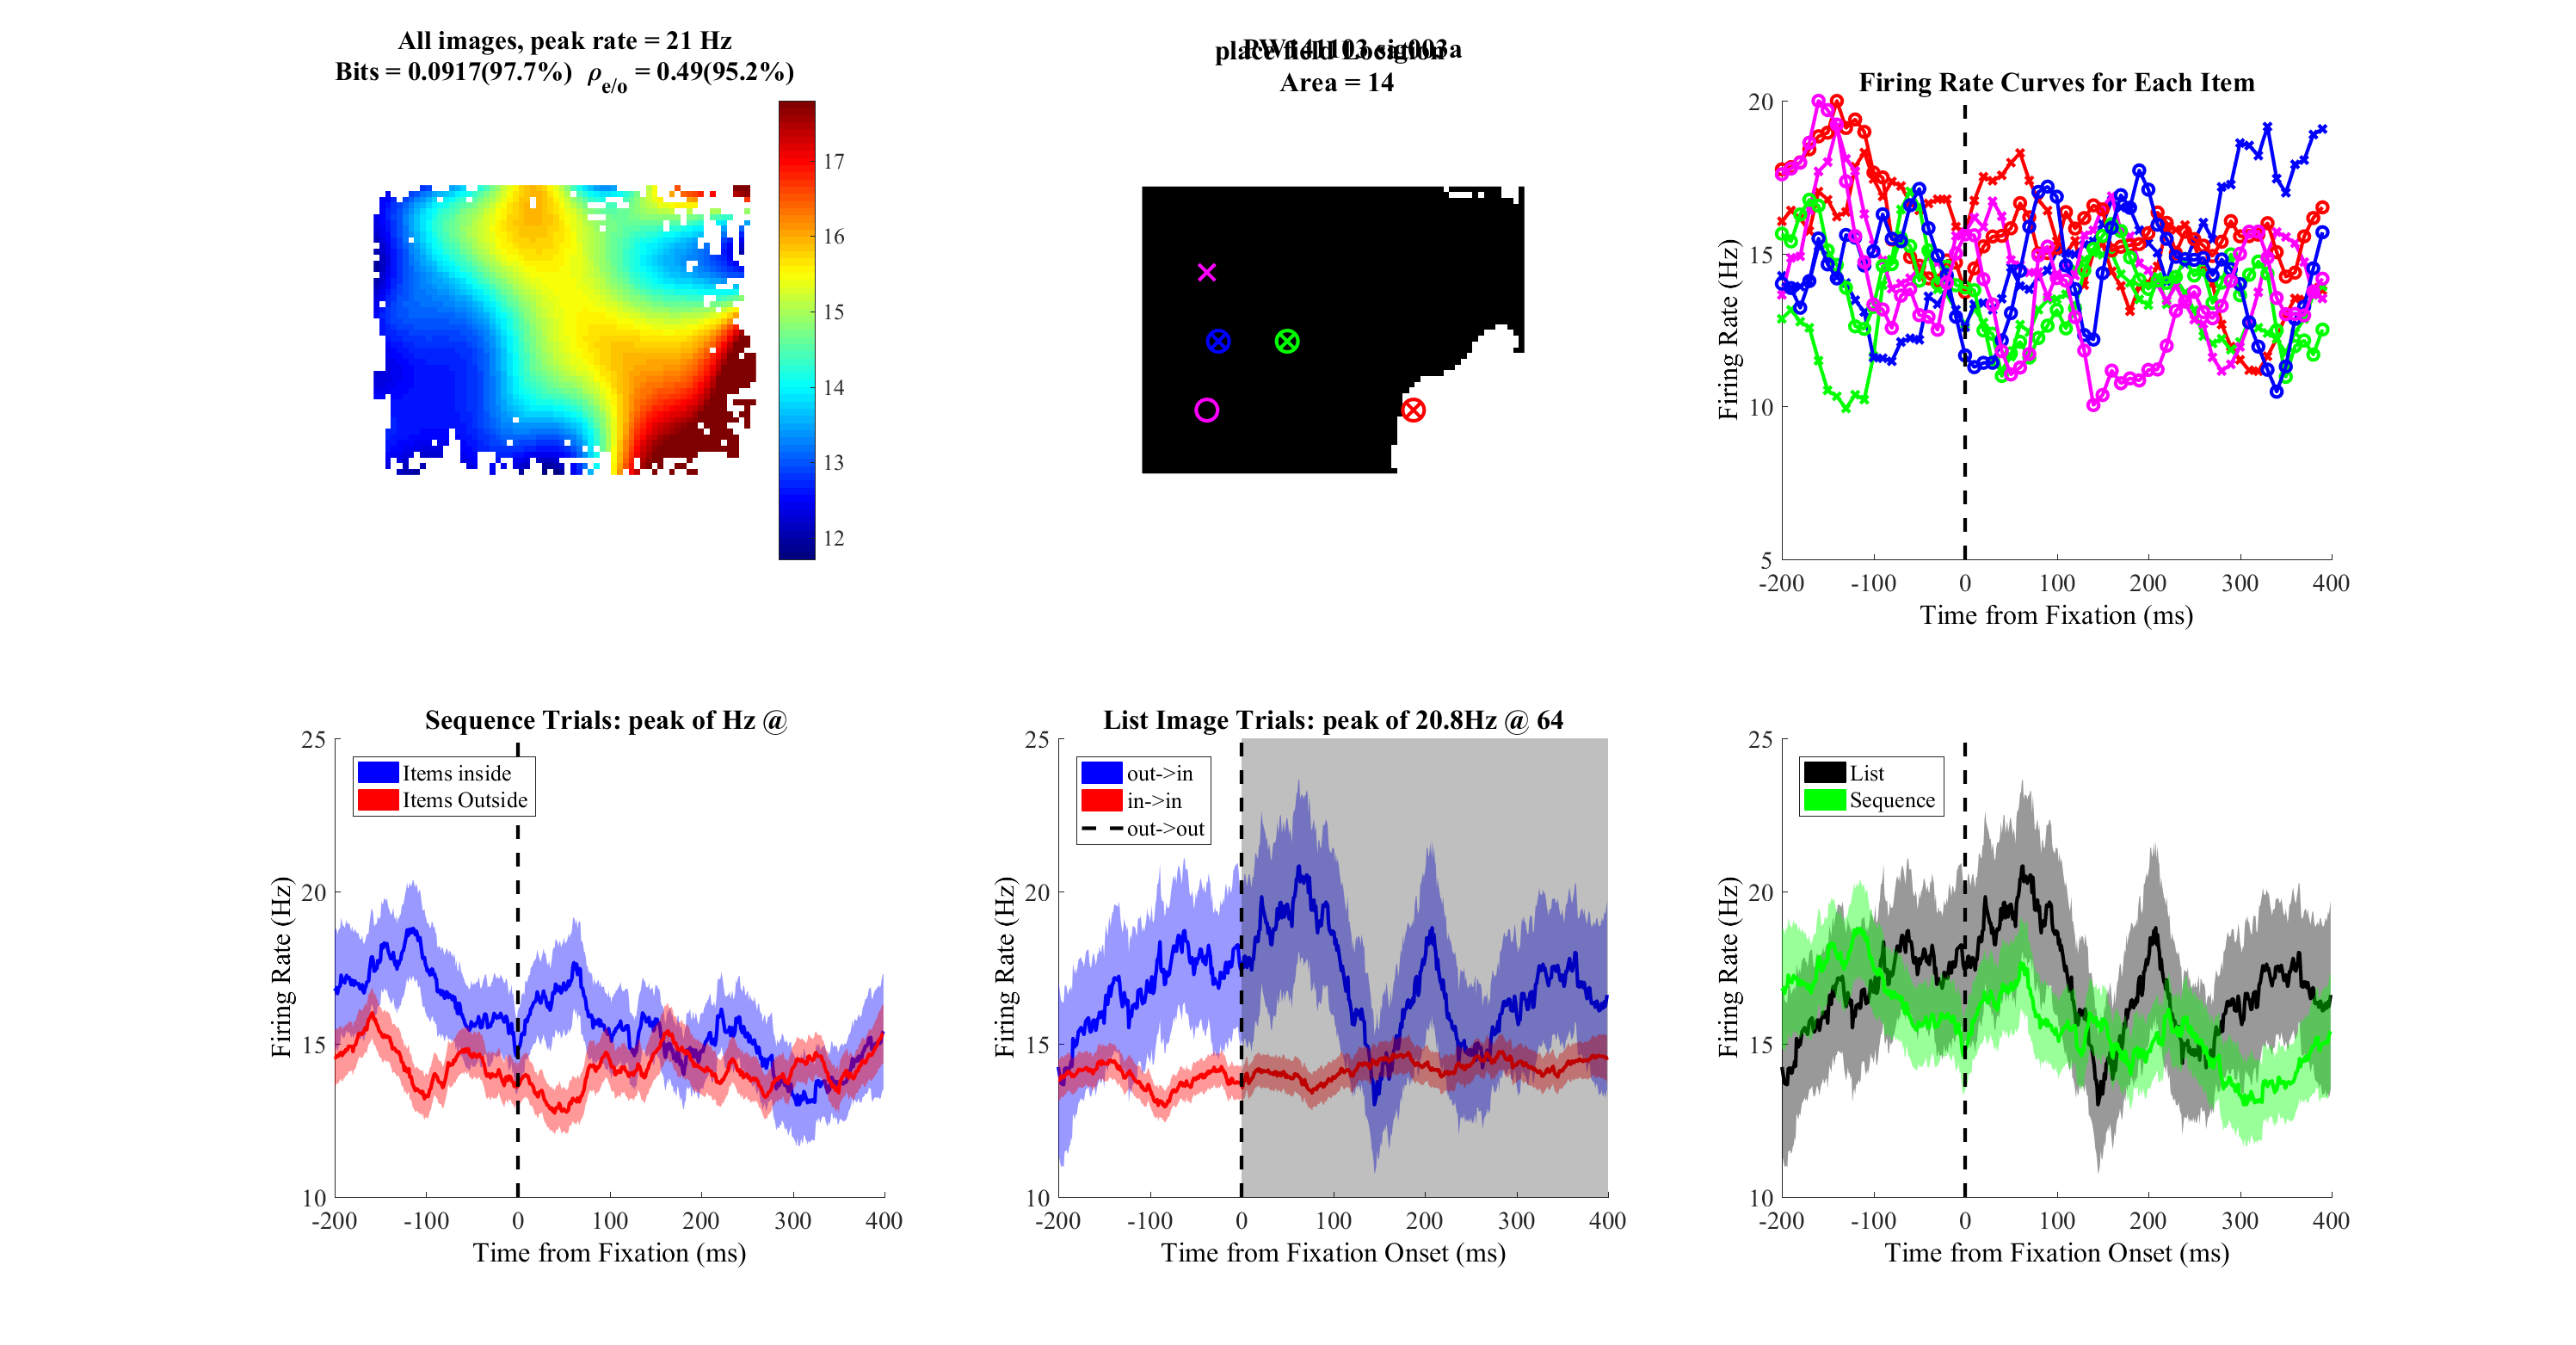 All images, peak rate = 21 Hz
Bits = 0.0917(97.7%) ρe/o = 0.49(95.2%)
17
16
15
14
13
12
place field Location
Area = 14
Firing Rate Curves for Each Item
Firing Rate (Hz)
20
15
10
5
-200 -100 0 100 200 300 400
Time from Fixation (ms)
Sequence Trials: peak of Hz @
Items inside
Items Outside
Firing Rate (Hz)
25
20
15
10
-200 -100 0 100 200 300 400
Time from Fixation (ms)
List Image Trials: peak of 20.8Hz @ 64
out->in
in->in
out->out
Firing Rate (Hz)
25
20
15
10
-200 -100 0 100 200 300 400
Time from Fixation Onset (ms)
List
Sequence
Firing Rate (Hz)
25
20
15
10
-200 -100 0 100 200 300 400
Time from Fixation Onset (ms)